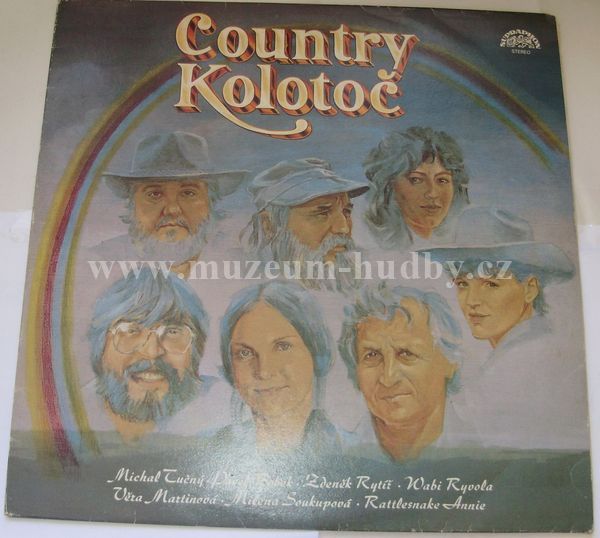 Country
Kolotoč
SUPRAPHON
STEREO
www.muzeum-hudby.cz
Michal Tučný · Pavel Bobek · Zdeněk Rytíř · Wabi Ryvola
Věra Martinová · Milena Soukupová · Rattlesnake Annie